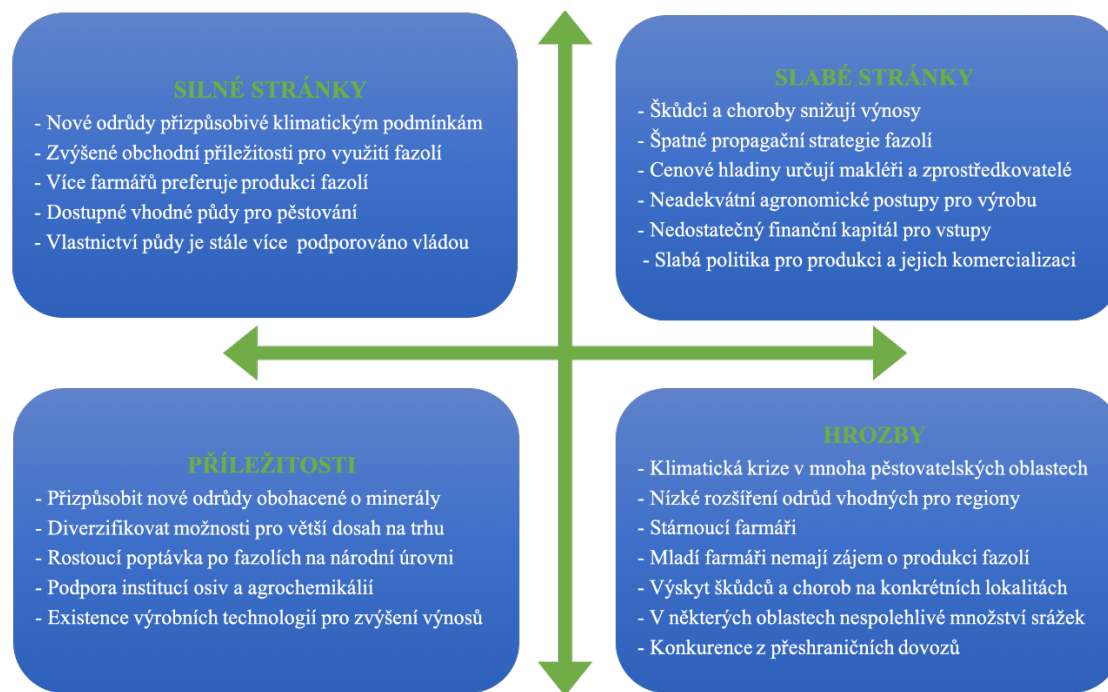 SILNÉ STRÁNKY
- Nové odrůdy přizpůsobivé klimatickým podmínkám
- Zvýšené obchodní příležitosti pro využití fazolí
- Více farmářů preferuje produkci fazolí
- Dostupné vhodné půdy pro pěstování
- Vlastnictví půdy je stále více podporováno vládou
SLABÉ STRÁNKY
- Škůdci a choroby snižují výnosy
- Špatné propagační strategie fazolí
- Cenové hladiny určují makléři a zprostředkovatelé
- Neadekvátní agronomické postupy pro výrobu
- Nedostatečný finanční kapitál pro vstupy
- Slabá politika pro produkci a jejich komercializaci
PŘÍLEŽITOSTI
- Přizpůsobit nové odrůdy obohacené o minerály
- Diverzifikovat možnosti pro větší dosah na trhu
- Rostoucí poptávka po fazolích na národní úrovni
- Podpora institucí osiv a agrochemikálií
- Existence výrobních technologií pro zvýšení výnosů
HROZBY
- Klimatická krize v mnoha pěstovatelských oblastech
- Nízké rozšíření odrůd vhodných pro regiony
- Stárnoucí farmáři
- Mladí farmáři nemají zájem o produkci fazolí
- Výskyt škůdců a chorob na konkrétních lokalitách
- V některých oblastech nespolehlivé množství srážek
- Konkurence z přeshraničních dovozů